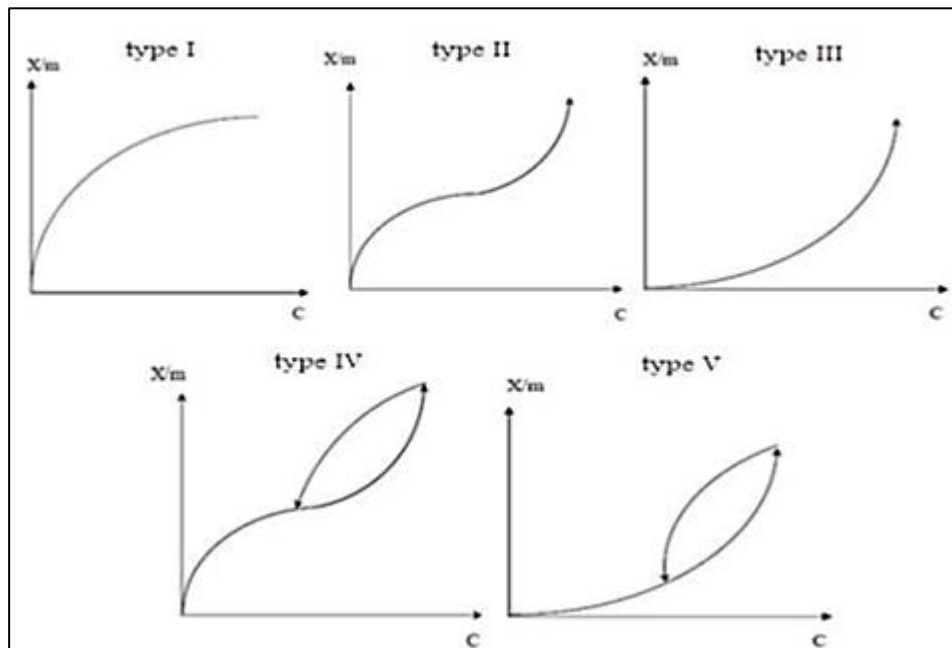 type I
X/m
C
type II
X/m
C
type III
X/m
C
type IV
X/m
C
type V
X/m
C